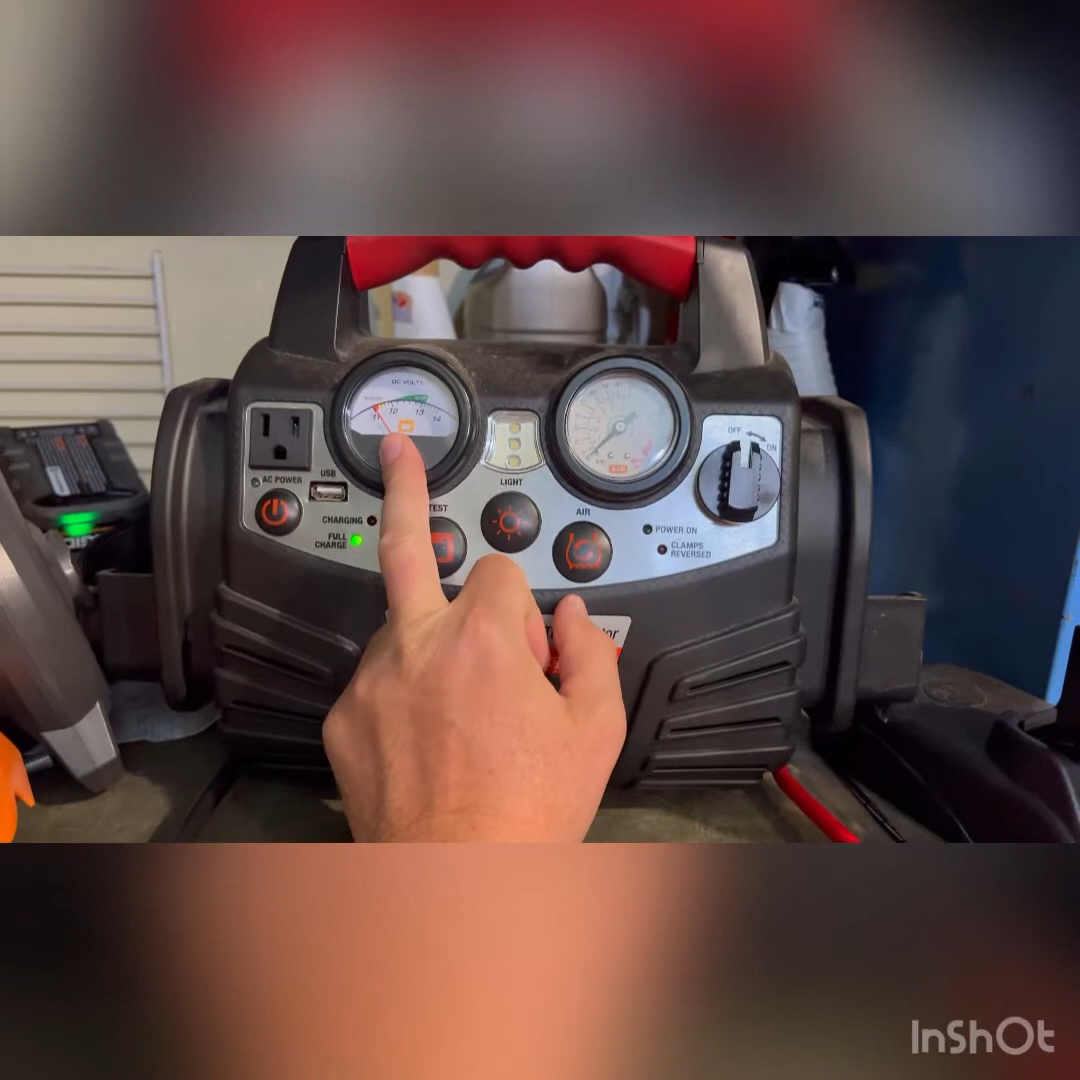 DC VOLTS
11 12 13 14
OFF
ON
USB
AC POWER
LIGHT
TEST
AIR
CHARGING
FULL
CHARGE
POWER ON
CLAMPS
REVERSED
InShOt